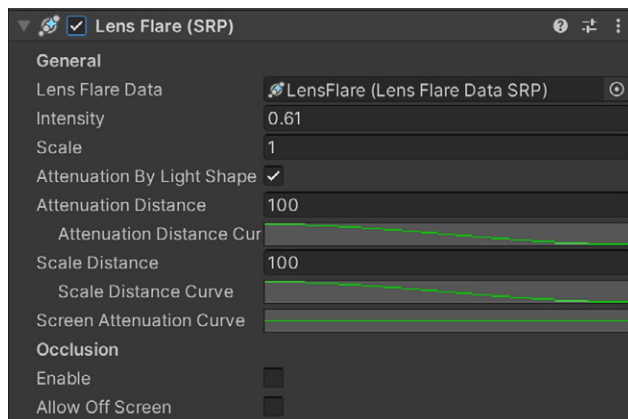 Lens Flare (SRP)
General
Lens Flare Data LensFlare (Lens Flare Data SRP)
Intensity 0.61
Scale 1
Attenuation By Light Shape
Attenuation Distance 100
Attenuation Distance Cur
Scale Distance 100
Scale Distance Curve
Screen Attenuation Curve
Occlusion
Enable
Allow Off Screen